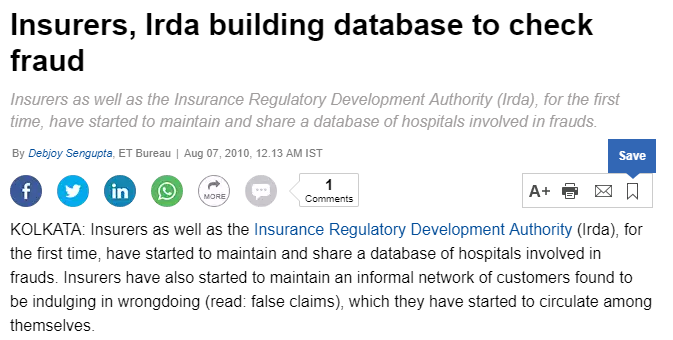 Insurers, Irda building database to check
fraud
Insurers as well as the Insurance Regulatory Development Authority (Irda), for the first
time, have started to maintain and share a database of hospitals involved in frauds.
By Debjoy Sengupta, ET Bureau | Aug 07, 2010, 12.13 AM IST
Save
MORE
1
Comments
A+
KOLKATA: Insurers as well as the Insurance Regulatory Development Authority (Irda), for
the first time, have started to maintain and share a database of hospitals involved in
frauds. Insurers have also started to maintain an informal network of customers found to
be indulging in wrongdoing (read: false claims), which they have started to circulate among
themselves.